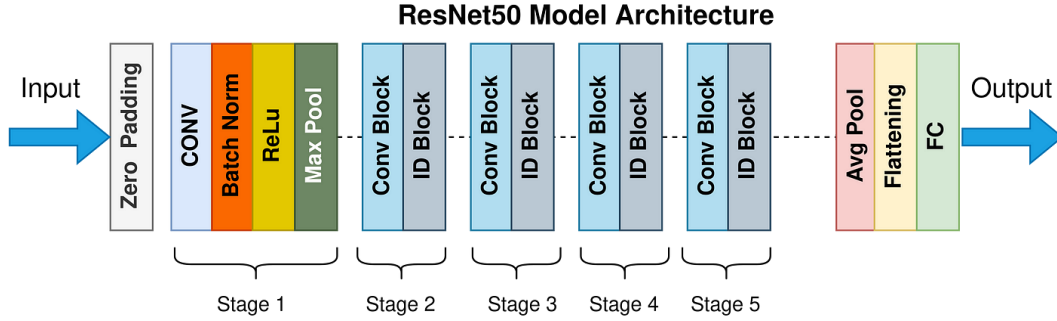 ResNet50 Model Architecture
Input
Zero Padding
CONV
Batch Norm
ReLu
Max Pool
Conv Block
ID Block
Conv Block
ID Block
Conv Block
ID Block
Conv Block
ID Block
Avg Pool
Flattening
FC
Output
Stage 1
Stage 2
Stage 3
Stage 4
Stage 5